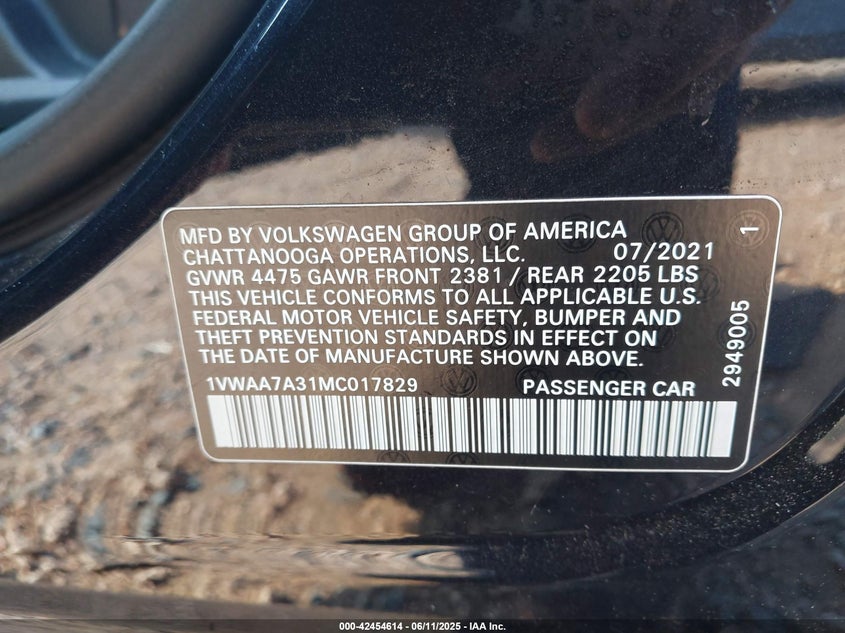 MFD BY VOLKSWAGEN GROUP OF AMERICA
CHATTANOOGA OPERATIONS, LLC. 07/2021
GVWR 4475 GAWR FRONT 2381 / REAR 2205 LBS
THIS VEHICLE CONFORMS TO ALL APPLICABLE U.S.
FEDERAL MOTOR VEHICLE SAFETY, BUMPER AND
THEFT PREVENTION STANDARDS IN EFFECT ON
THE DATE OF MANUFACTURE SHOWN ABOVE.
1VWAA7A31MC017829 PASSENGER CAR
2949005
1
000-42454614 - 06/11/2025 - IAA Inc.